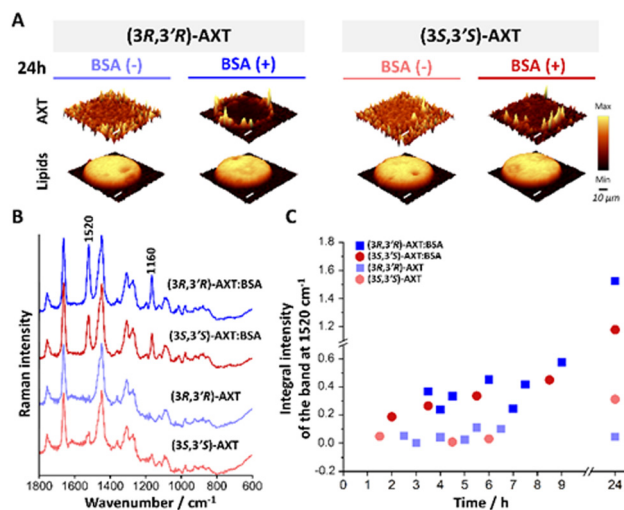 A
(3R,3'R)-AXT
(3S,3'S)-AXT
24h
BSA (-)
BSA (+)
BSA (-)
BSA (+)
AXT
Lipids
Max
Min
10 µm
B
1520
1160
(3R,3'R)-AXT:BSA
(3S,3'S)-AXT:BSA
(3R,3'R)-AXT
(3S,3'S)-AXT
Raman intensity
1800 1600 1400 1200 1000 800 600
Wavenumber / cm-1
C
(3R,3'R)-AXT:BSA
(3S,3'S)-AXT:BSA
(3R,3'R)-AXT
(3S,3'S)-AXT
Integral intensity
of the band at 1520 cm-1
1.8
1.6
1.4
1.2
1.0
0.8
0.6
0.4
0.2
0.0
-0.2
0 1 2 3 4 5 6 7 8 9 24
Time / h